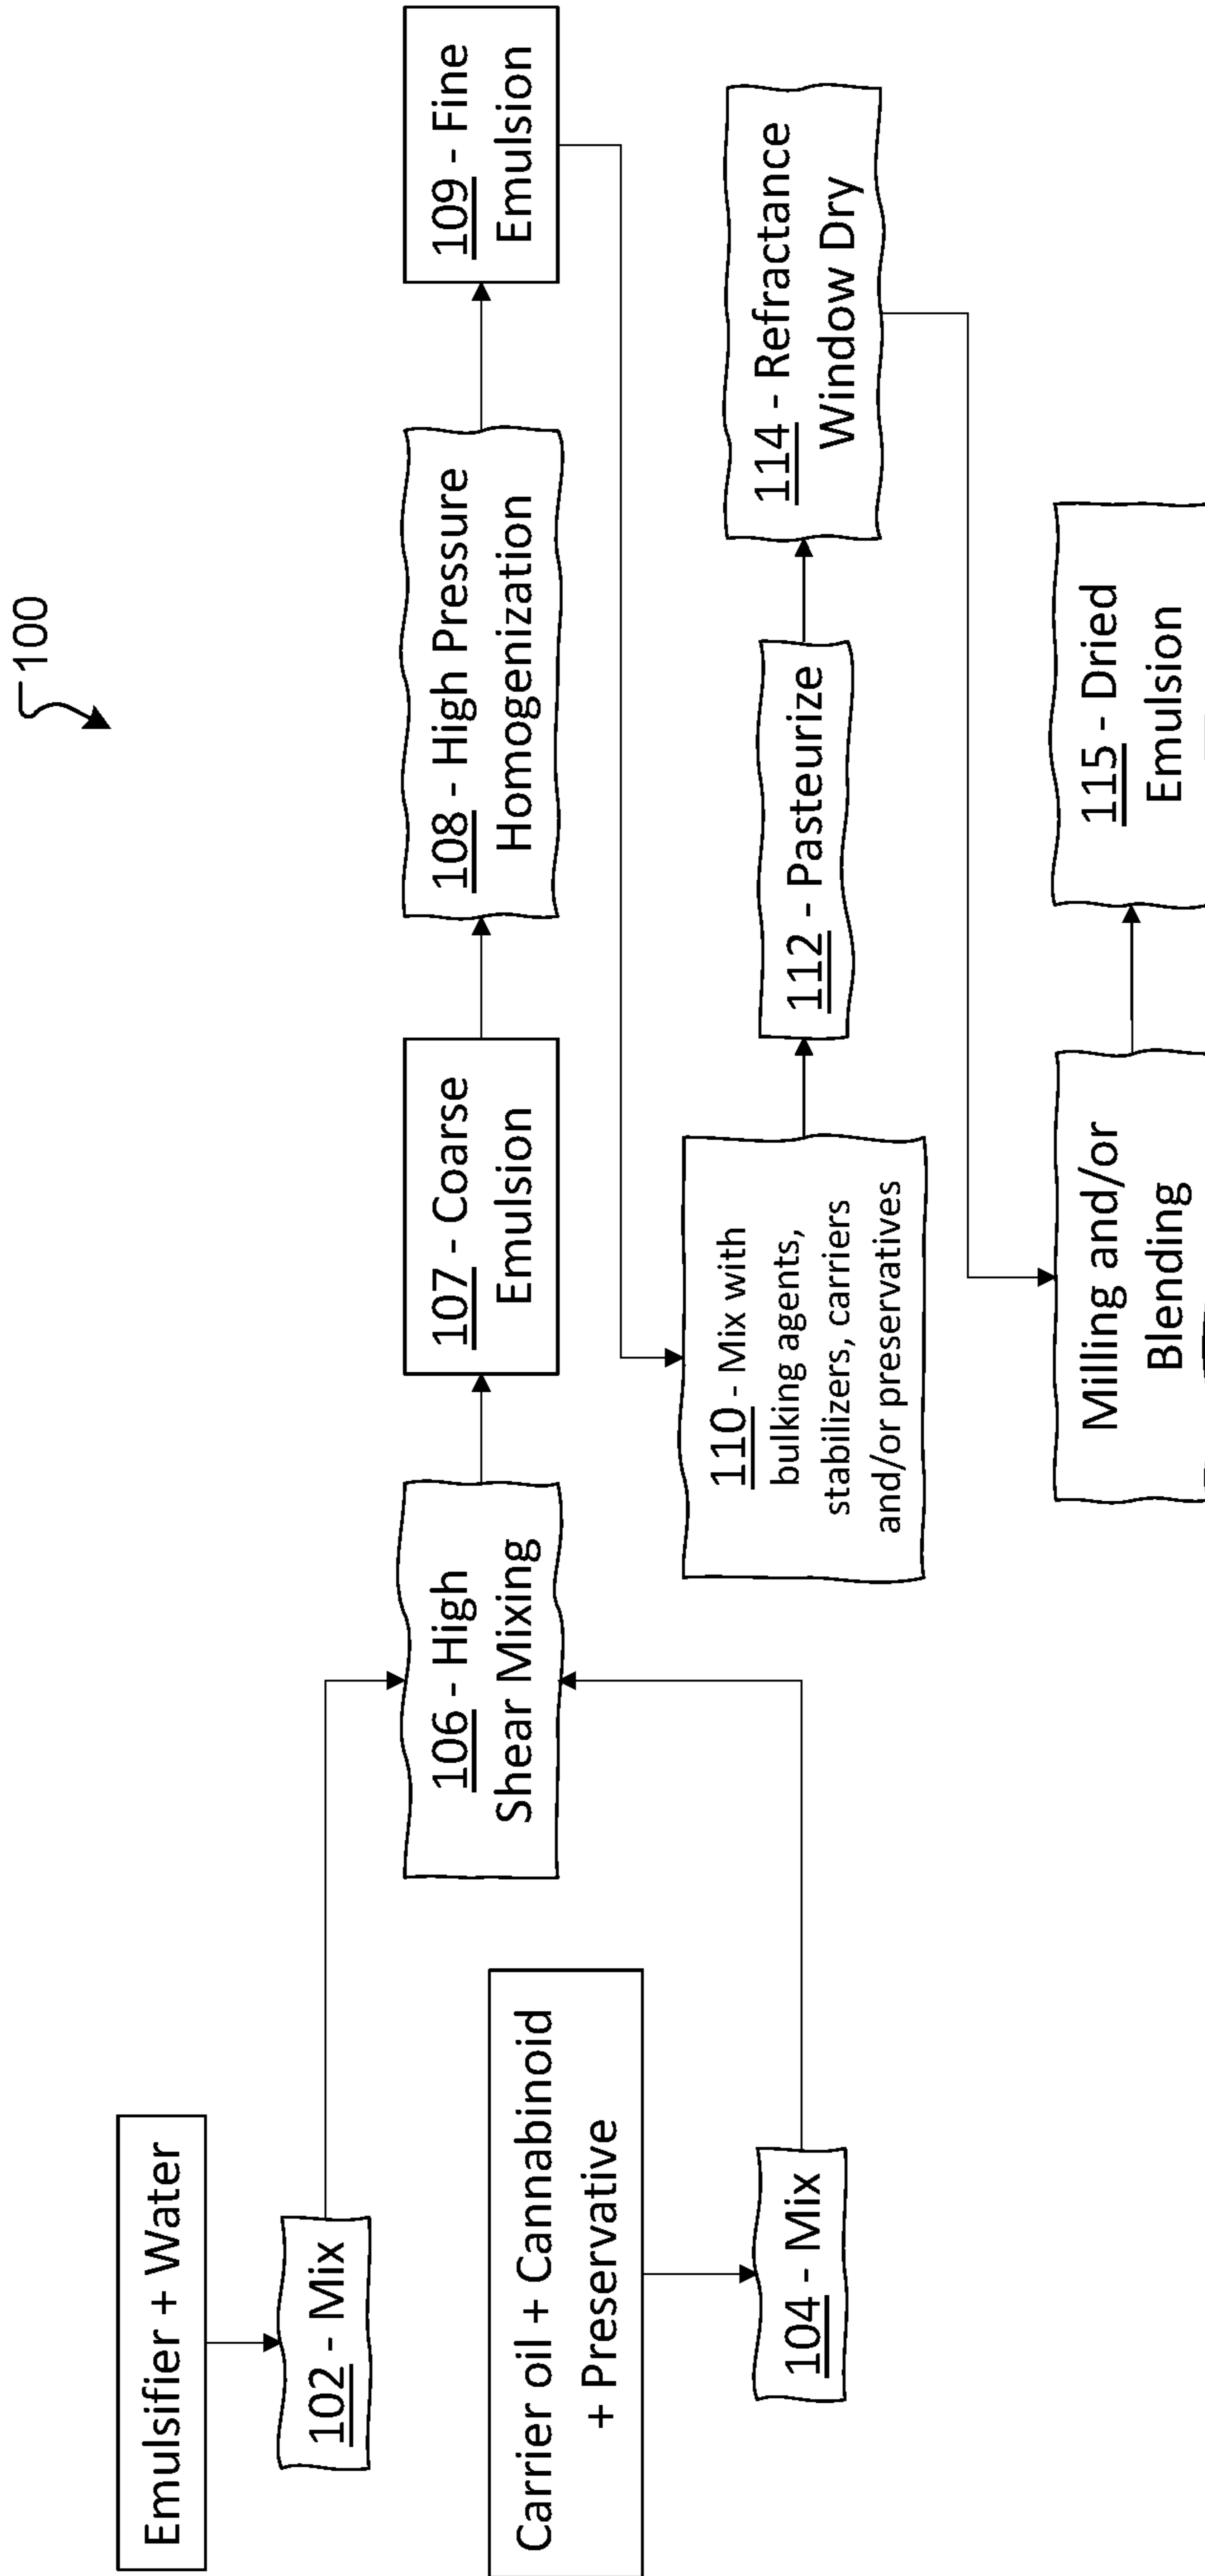 100
Emulsifier + Water
102 - Mix
Carrier oil + Cannabinoid
+ Preservative
104 - Mix
106 - High
Shear Mixing
107 - Coarse
Emulsion
108 - High Pressure
Homogenization
109 - Fine
Emulsion
110 - Mix with
bulking agents,
stabilizers, carriers
and/or preservatives
112 - Pasteurize
114 - Refractance
Window Dry
Milling and/or
Blending
115 - Dried
Emulsion